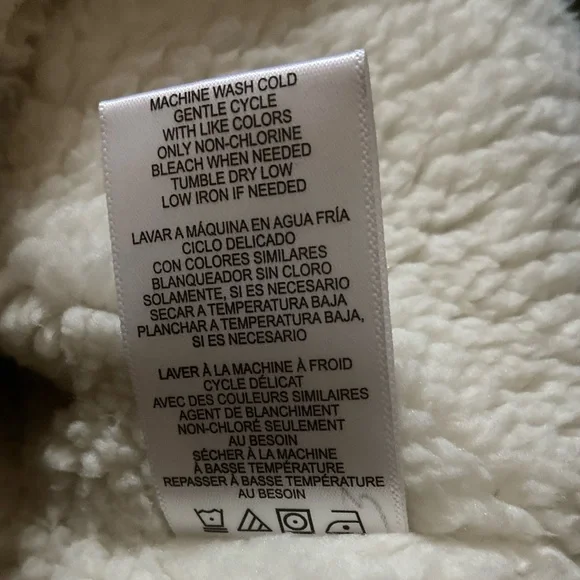 MACHINE WASH COLD
GENTLE CYCLE
WITH LIKE COLORS
ONLY NON-CHLORINE
BLEACH WHEN NEEDED
TUMBLE DRY LOW
LOW IRON IF NEEDED
LAVAR A MÁQUINA EN AGUA FRÍA
CICLO DELICADO
CON COLORES SIMILARES
BLANQUEADOR SIN CLORO
SOLAMENTE, SI ES NECESARIO
SECAR A TEMPERATURA BAJA
PLANCHAR A TEMPERATURA BAJA,
SI ES NECESARIO
LAVER À LA MACHINE À FROID
CYCLE DÉLICAT
AVEC DES COULEURS SIMILAIRES
AGENT DE BLANCHIMENT
NON-CHLORÉ SEULEMENT
AU BESOIN
SÉCHER À LA MACHINE
À BASSE TEMPÉRATURE
REPASSER À BASSE TEMPÉRATURE
AU BESOIN